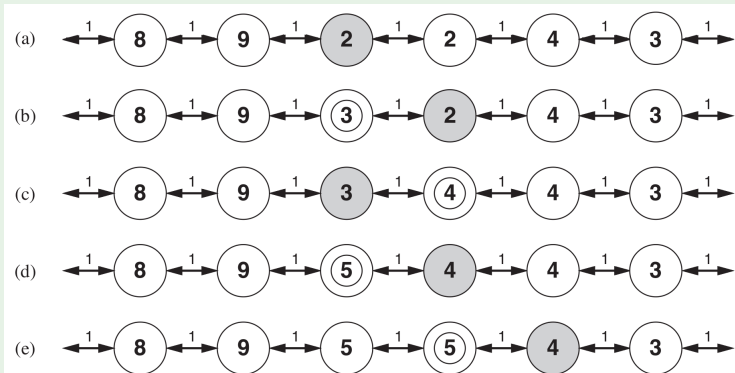 (a) 1 8 1 9 1 2 1 2 1 4 1 3 1
(b) 1 8 1 9 1 3 1 2 1 4 1 3 1
(c) 1 8 1 9 1 3 1 4 1 4 1 3 1
(d) 1 8 1 9 1 5 1 4 1 4 1 3 1
(e) 1 8 1 9 1 5 1 5 1 4 1 3 1